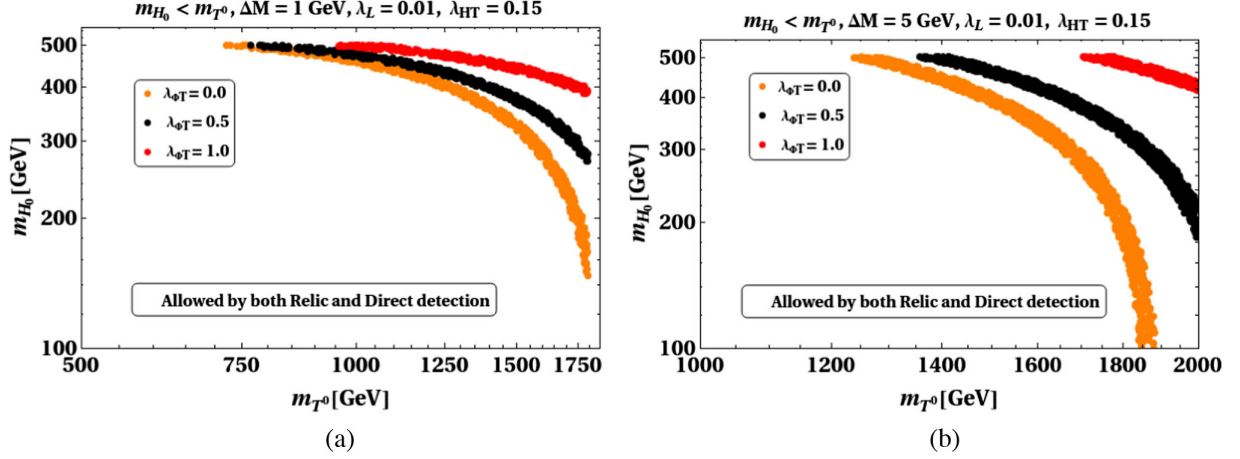 m_{H_0} < m_{T^0}, ΔM = 1 GeV, λ_L = 0.01, λ_{HT} = 0.15
500
400
300
200
100
m_{H_0} [GeV]
λ_{ΦT} = 0.0
λ_{ΦT} = 0.5
λ_{ΦT} = 1.0
Allowed by both Relic and Direct detection
500 750 1000 1250 1500 1750
m_{T^0} [GeV]
(a)
m_{H_0} < m_{T^0}, ΔM = 5 GeV, λ_L = 0.01, λ_{HT} = 0.15
500
400
300
200
100
m_{H_0} [GeV]
λ_{ΦT} = 0.0
λ_{ΦT} = 0.5
λ_{ΦT} = 1.0
Allowed by both Relic and Direct detection
1000 1200 1400 1600 1800 2000
m_{T^0} [GeV]
(b)